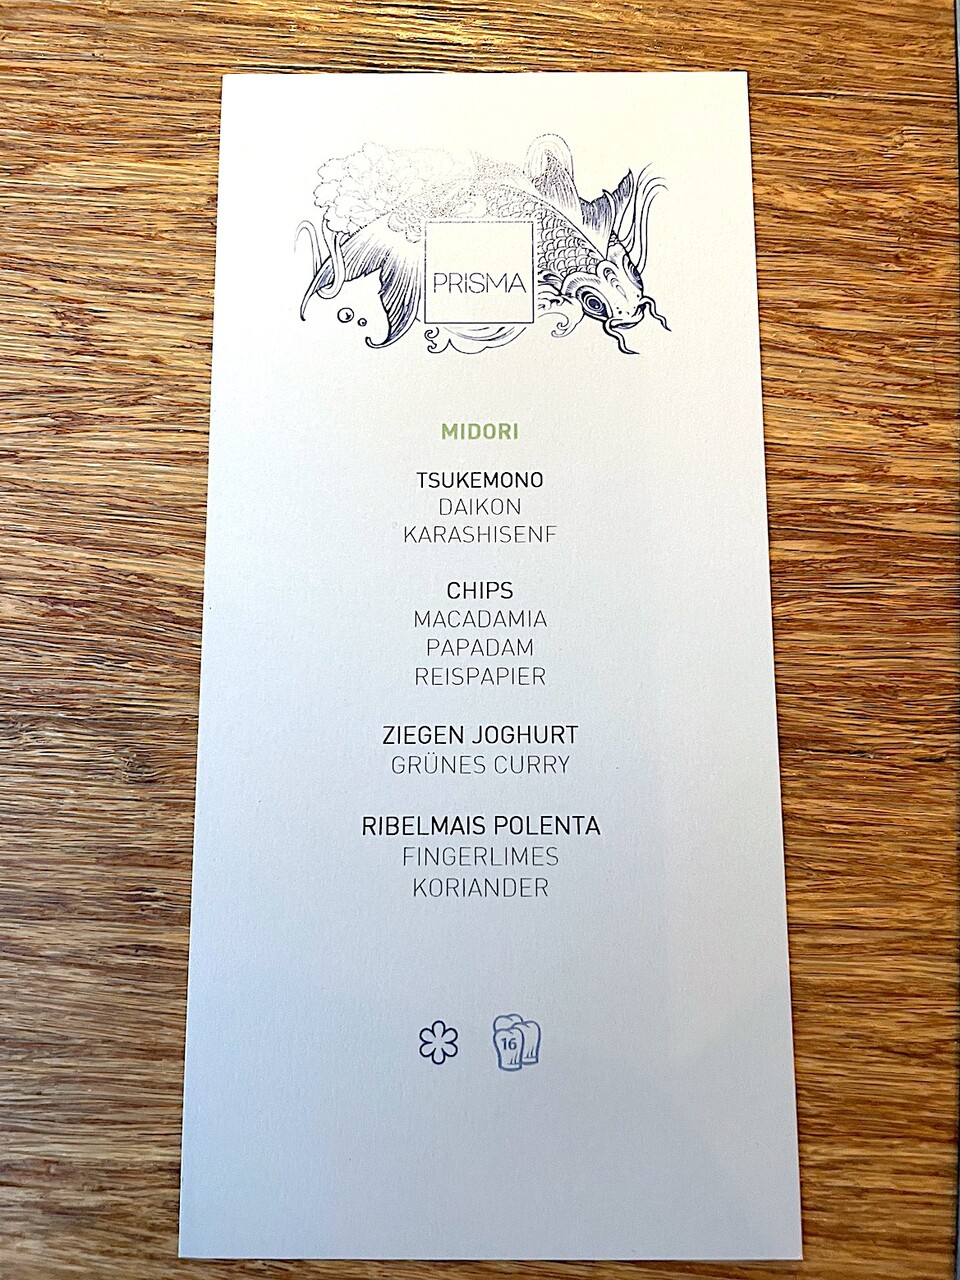 PRiSMA
MIDORI
TSUKEMONO
DAIKON
KARASHISENF
CHIPS
MACADAMIA
PAPADAM
REISPAPIER
ZIEGEN JOGHURT
GRÜNES CURRY
RIBELMAIS POLENTA
FINGERLIMES
KORIANDER
16